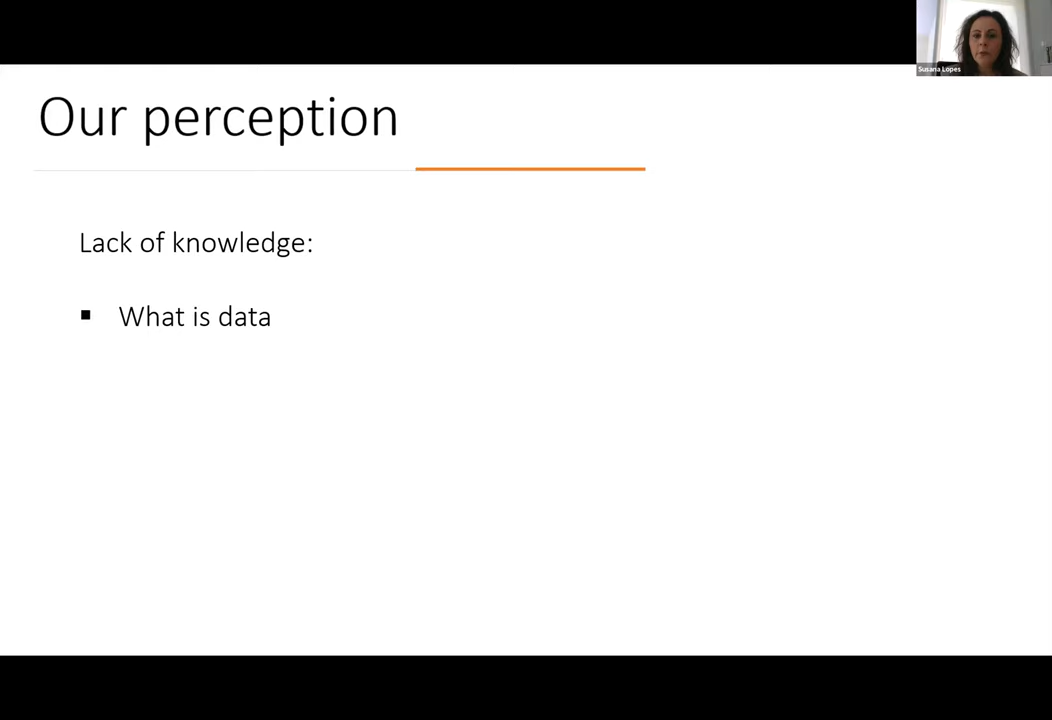 Susana Lopes
Our perception
Lack of knowledge:
▪ What is data